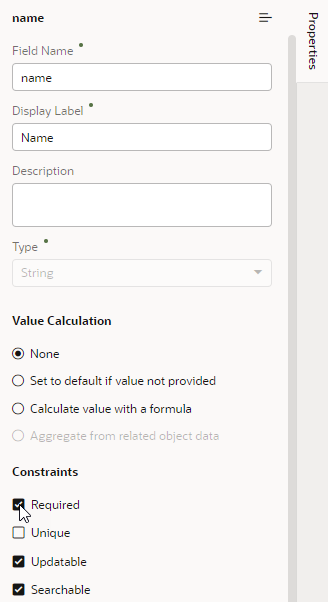 name
Properties
Field Name
name
Display Label
Name
Description
Type
String
Value Calculation
None
Set to default if value not provided
Calculate value with a formula
Aggregate from related object data
Constraints
Required
Unique
Updatable
Searchable